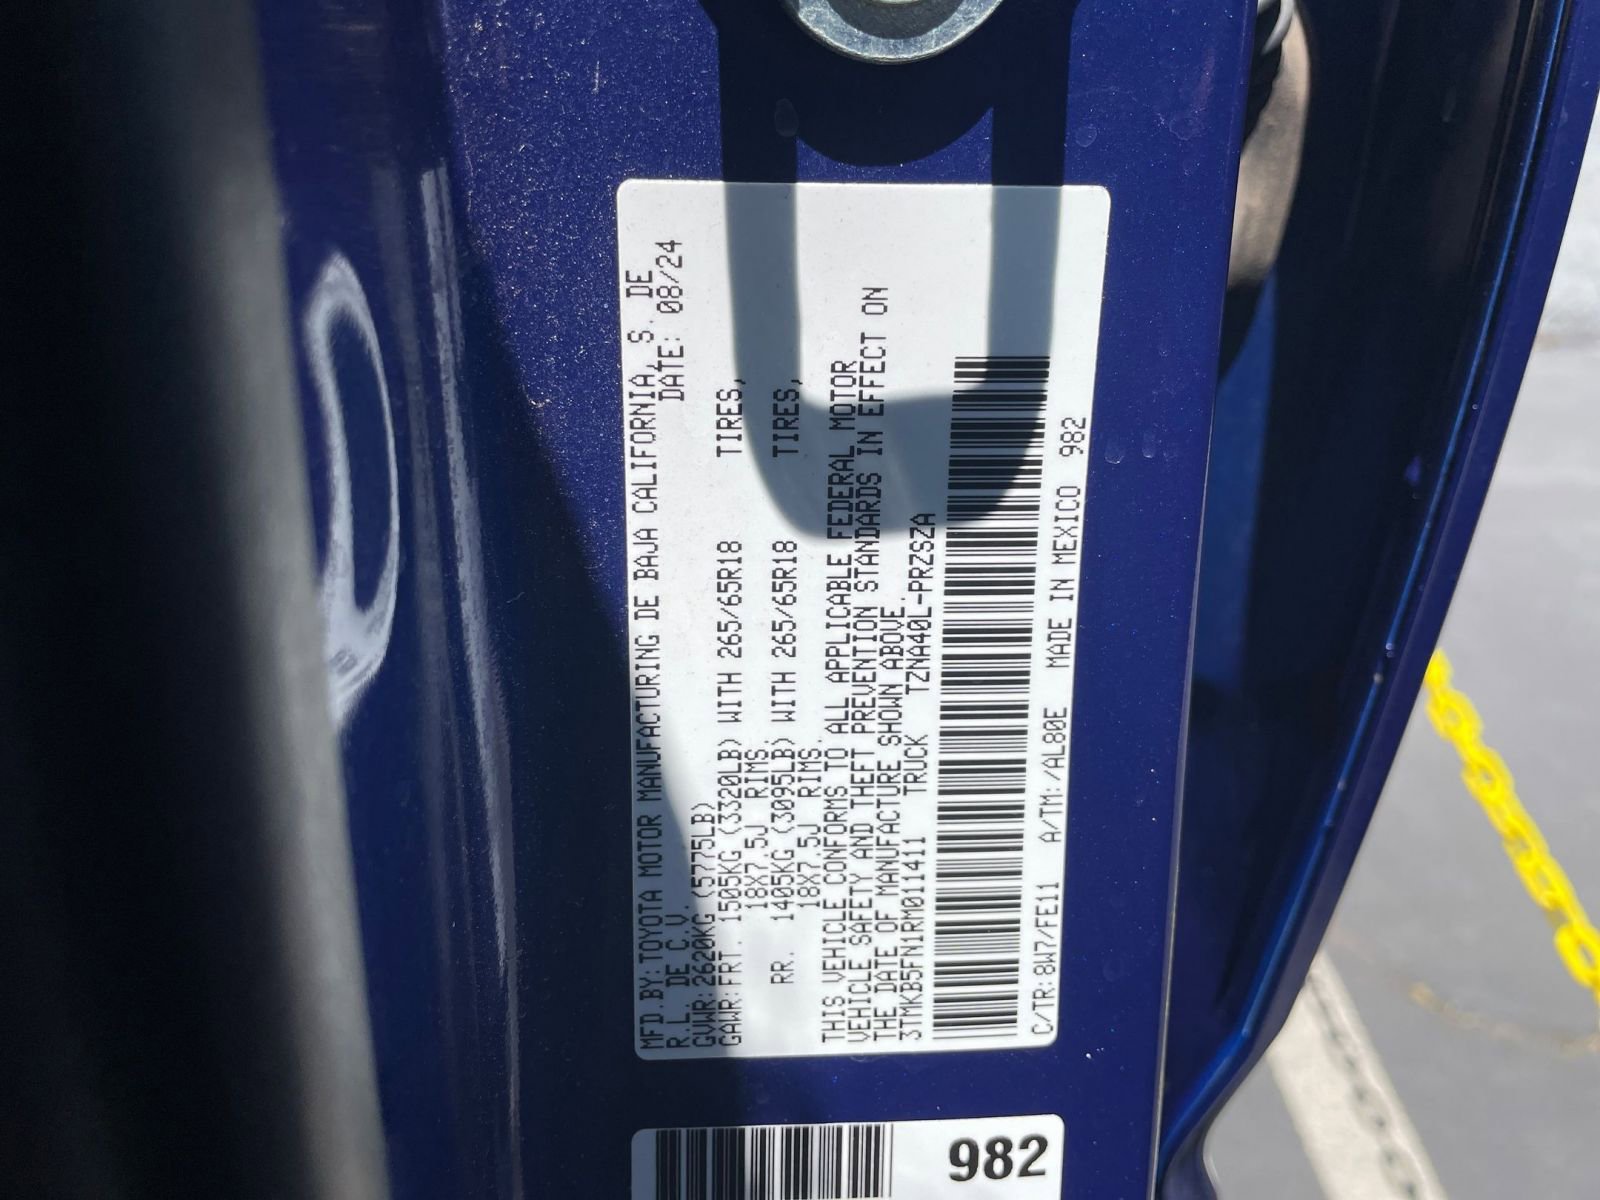 MFD.BY:TOYOTA MOTOR MANUFACTURING DE BAJA CALIFORNIA, S. DE
R.L. DE C.V. DATE: 08/24
GVWR:2620KG (5775LB)
GAWR:FRT. 1505KG (3320LB) WITH 265/65R18 TIRES,
18X7.5J RIMS.
RR. 1405KG (3095LB) WITH 265/65R18 TIRES,
18X7.5J RIMS.
THIS VEHICLE CONFORMS TO ALL APPLICABLE FEDERAL MOTOR
VEHICLE SAFETY AND THEFT PREVENTION STANDARDS IN EFFECT ON
THE DATE OF MANUFACTURE SHOWN ABOVE.
3TMKB5FN1RM011411 TRUCK TZNA40L-PRZSZA
C/TR:8W7/FE11 A/TM:/AL80E MADE IN MEXICO 982
982